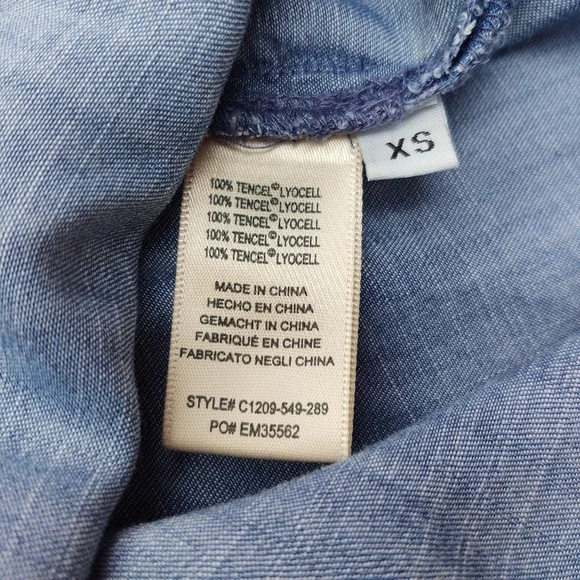 XS
100% TENCEL©LYOCELL
100% TENCEL©LYOCELL
100% TENCEL©LYOCELL
100% TENCEL©LYOCELL
100% TENCEL©LYOCELL
MADE IN CHINA
HECHO EN CHINA
GEMACHT IN CHINA
FABRIQUÉ EN CHINE
FABRICATO NEGLI CHINA
STYLE# C1209-549-289
PO# EM35562